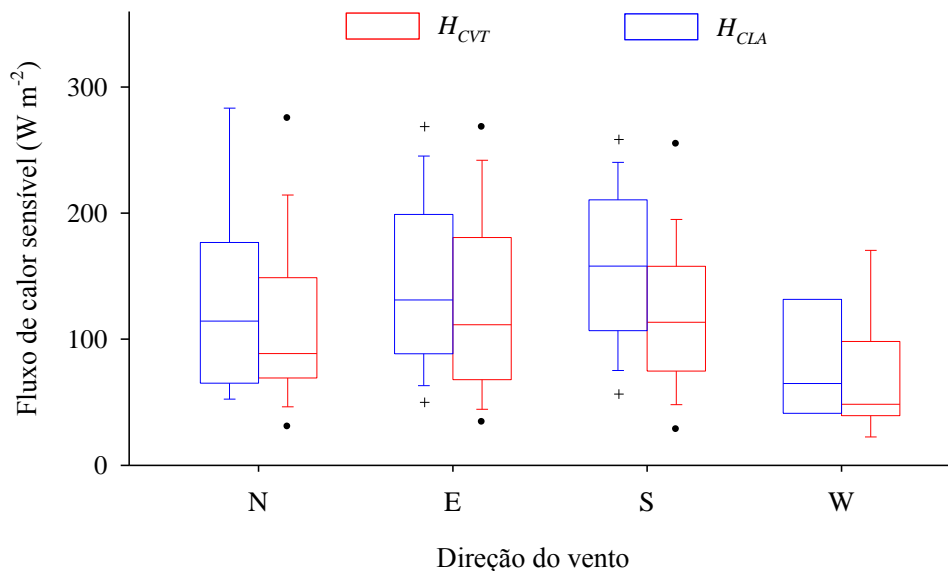 H_CVT H_CLA
Fluxo de calor sensível (W m⁻²)
300
200
100
0
N E S W
Direção do vento